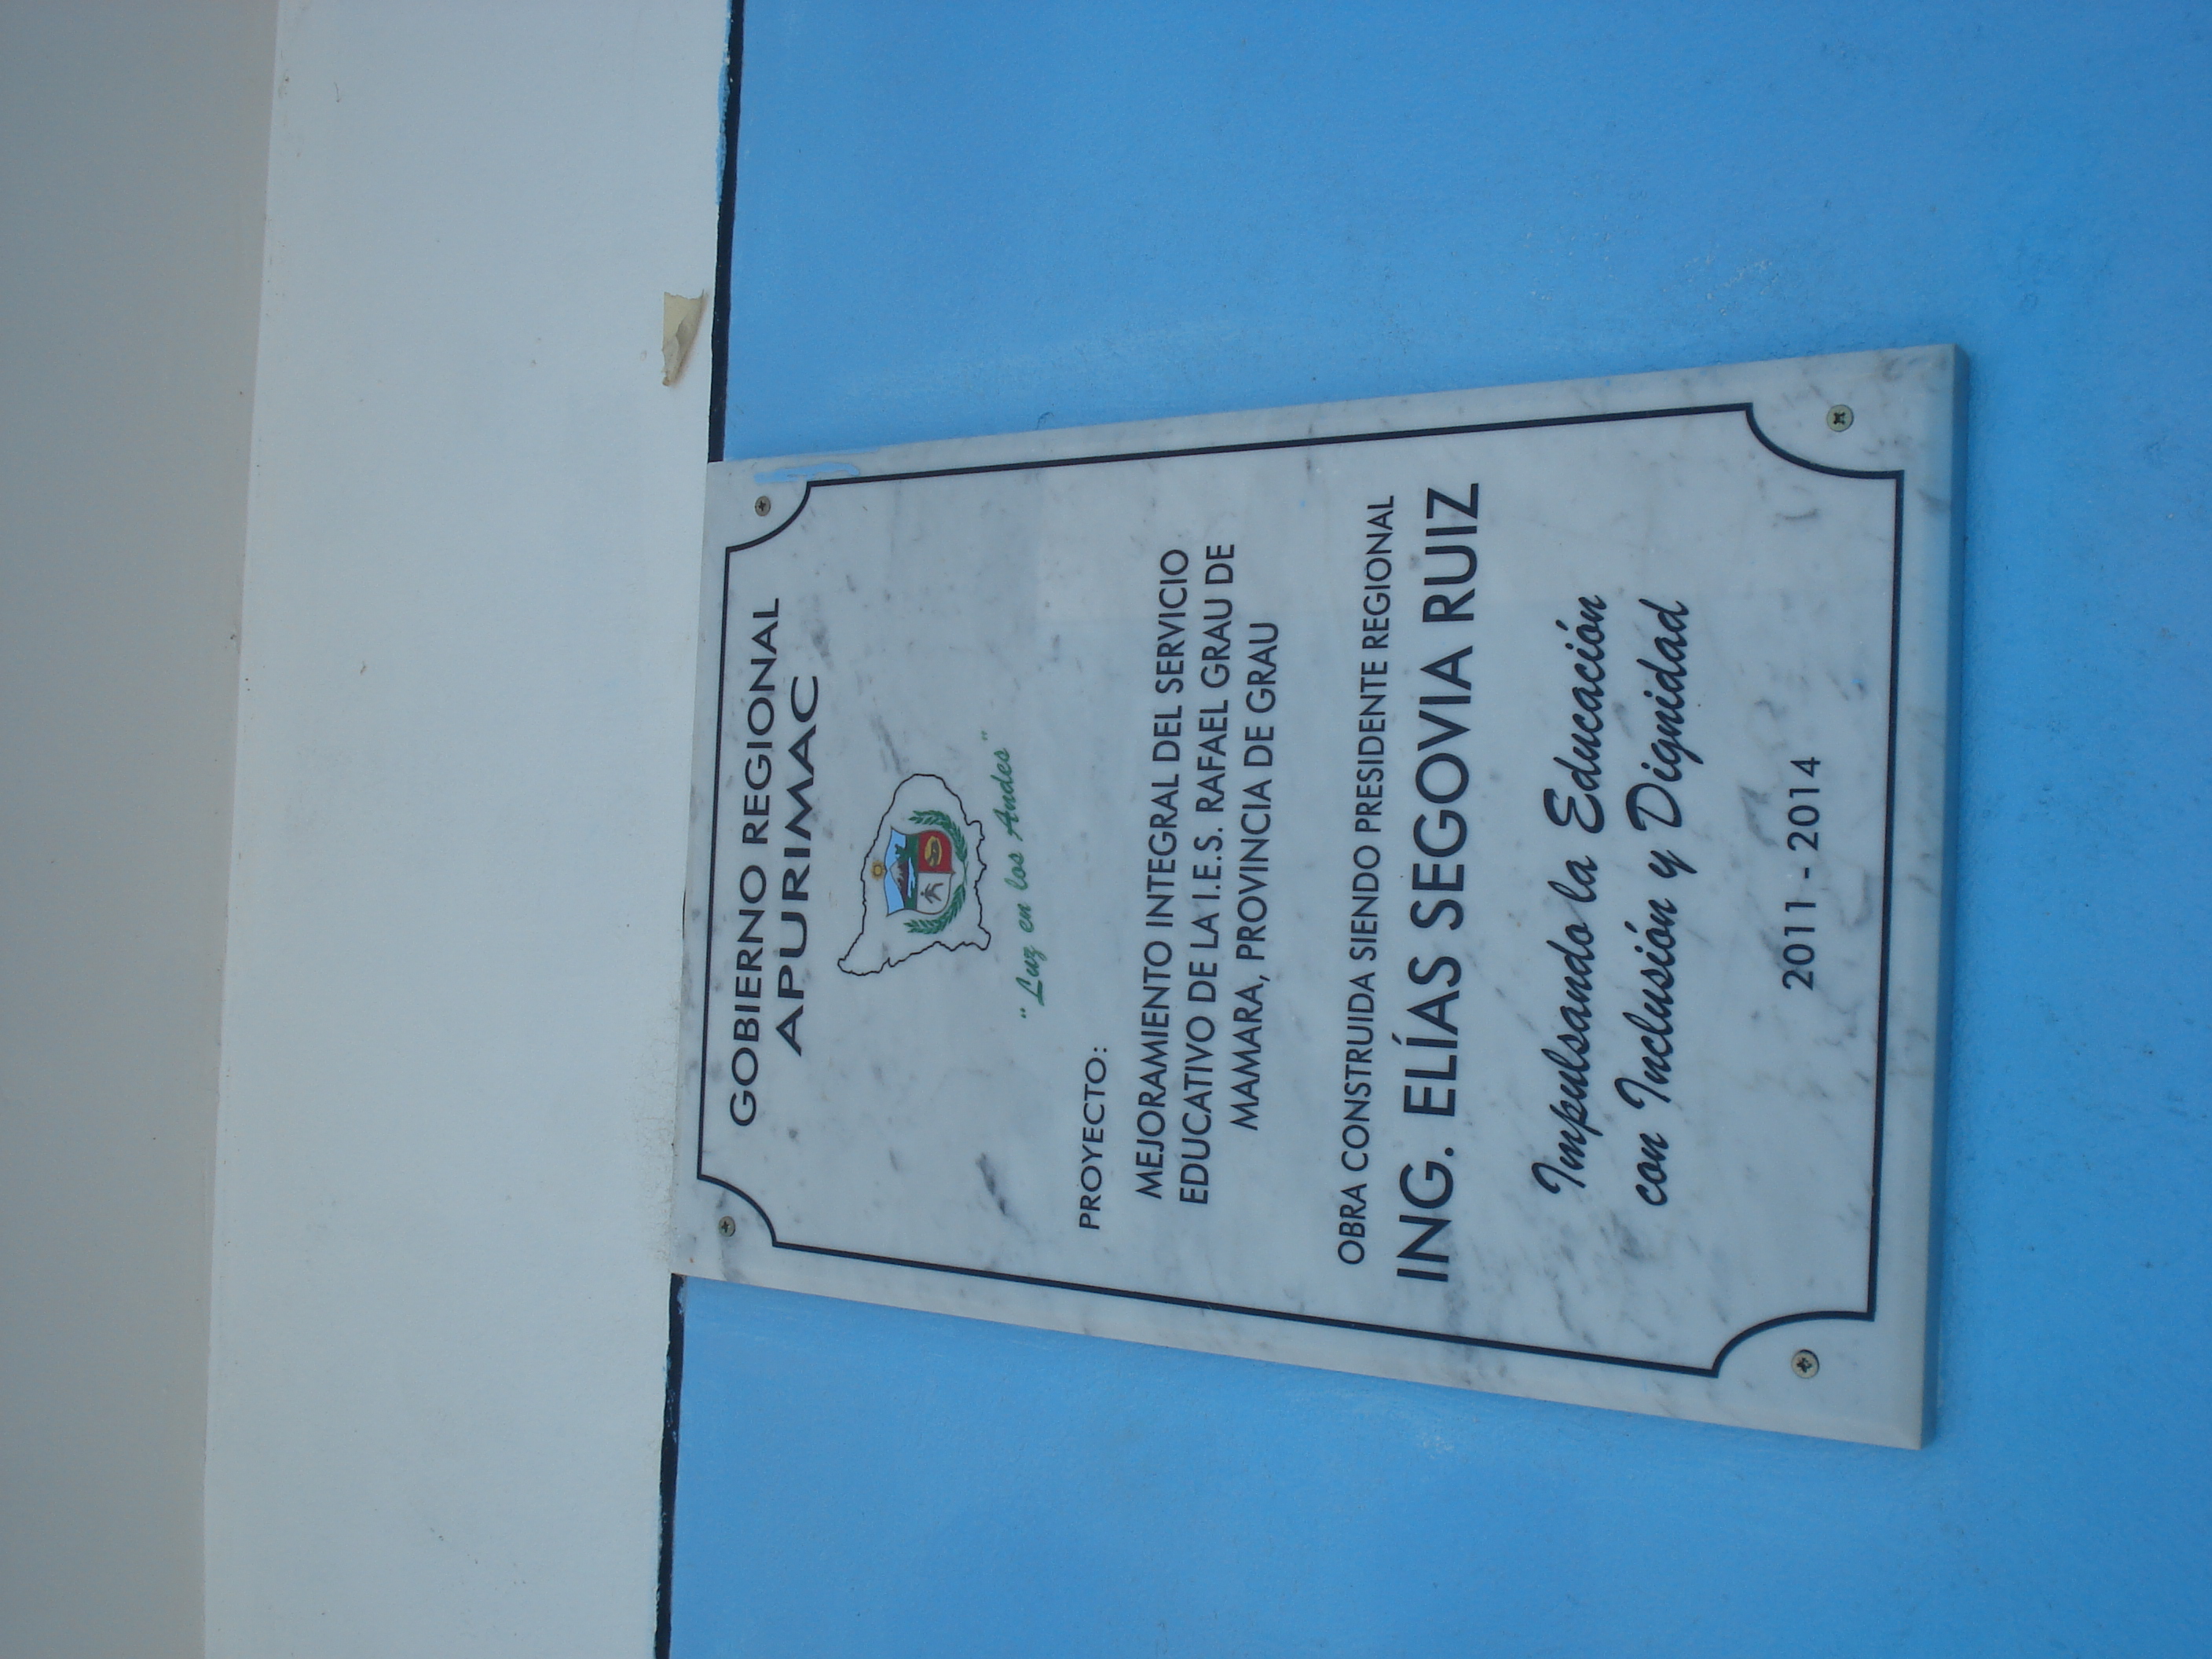 GOBIERNO REGIONAL
APURIMAC
"Luz en los Andes"
PROYECTO:
MEJORAMIENTO INTEGRAL DEL SERVICIO
EDUCATIVO DE LA I.E.S. RAFAEL GRAU DE
MAMARA, PROVINCIA DE GRAU
OBRA CONSTRUIDA SIENDO PRESIDENTE REGIONAL
ING. ELÍAS SEGOVIA RUIZ
Impulsando la Educación
con Inclusión y Dignidad
2011 - 2014